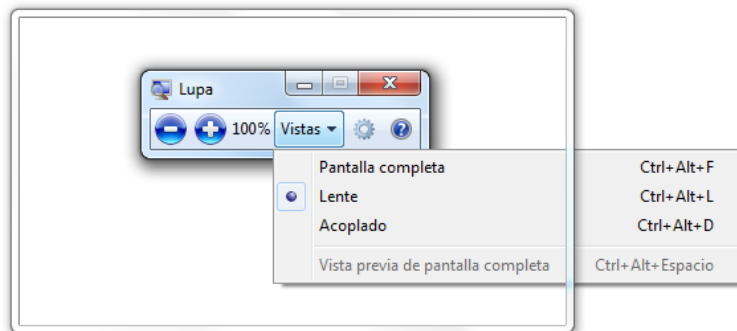 Lupa
100% Vistas
Pantalla completa Ctrl+Alt+F
Lente Ctrl+Alt+L
Acoplado Ctrl+Alt+D
Vista previa de pantalla completa Ctrl+Alt+Espacio